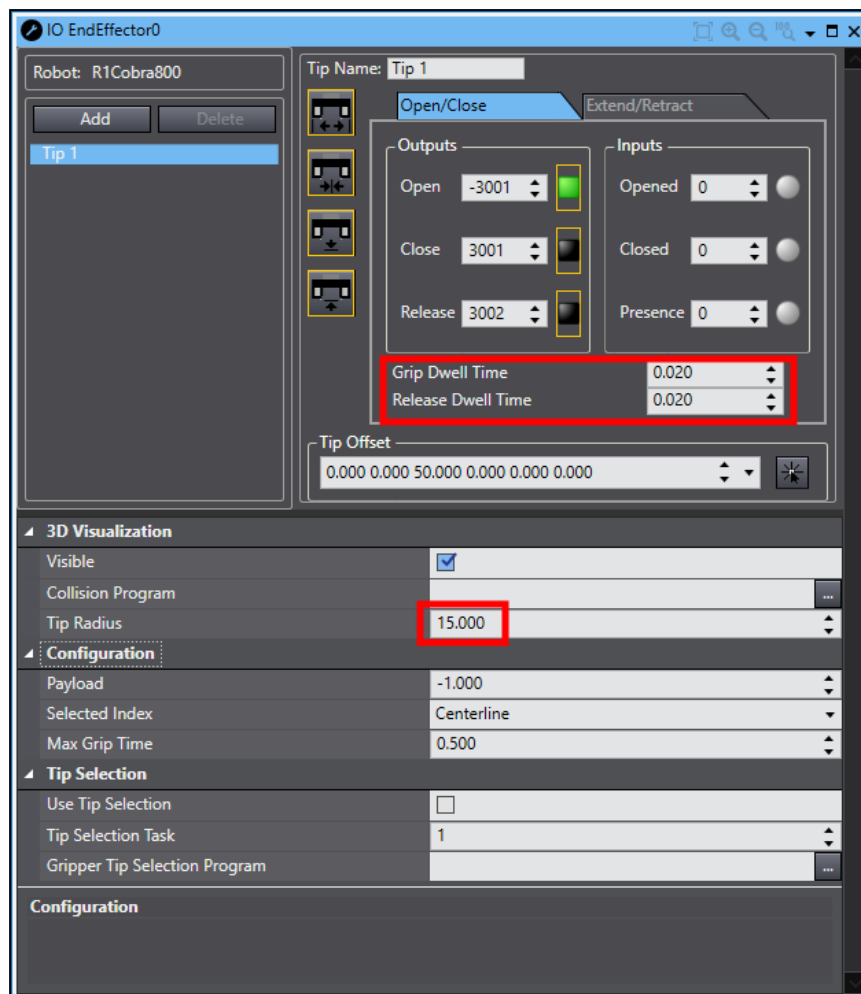 IO EndEffector0
Robot: R1Cobra800
Add Delete
Tip 1
Tip Name: Tip 1
Open/Close Extend/Retract
Outputs
Open -3001
Close 3001
Release 3002
Inputs
Opened 0
Closed 0
Presence 0
Grip Dwell Time 0.020
Release Dwell Time 0.020
Tip Offset
0.000 0.000 50.000 0.000 0.000 0.000
3D Visualization
Visible
Collision Program ...
Tip Radius 15.000
Configuration
Payload -1.000
Selected Index Centerline
Max Grip Time 0.500
Tip Selection
Use Tip Selection
Tip Selection Task 1
Gripper Tip Selection Program ...
Configuration